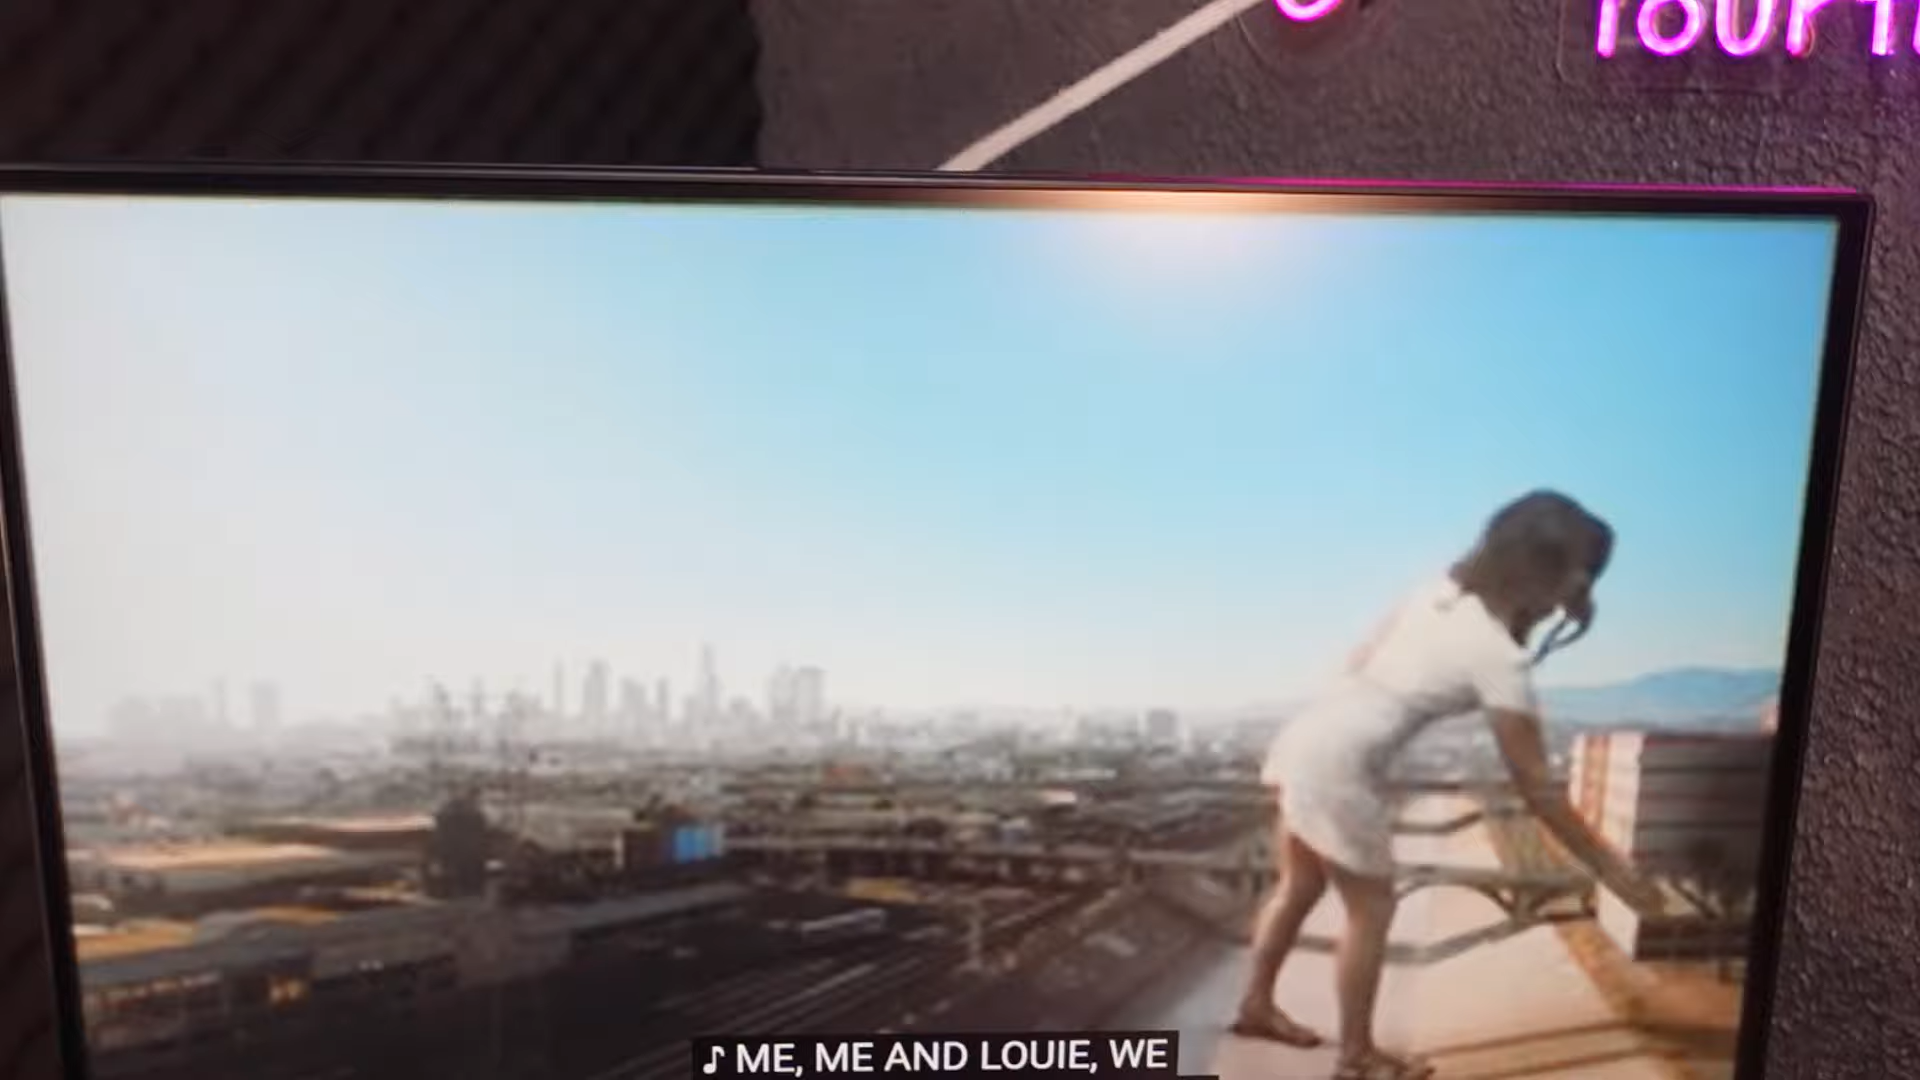 ♪ ME, ME AND LOUIE, WE